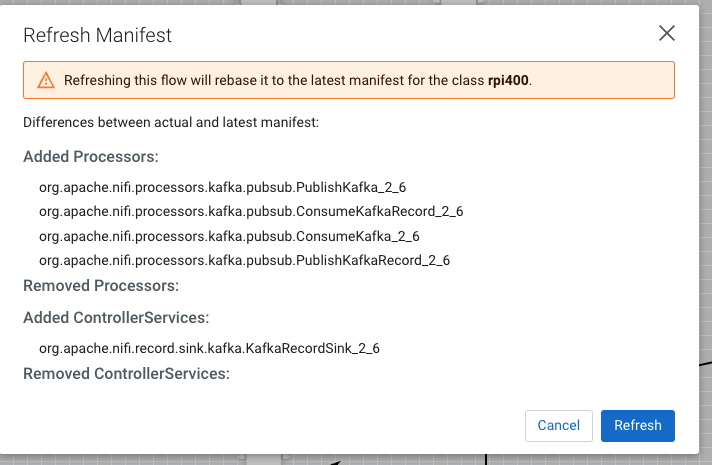 Refresh Manifest
Refreshing this flow will rebase it to the latest manifest for the class rpi400.
Differences between actual and latest manifest:
Added Processors:
org.apache.nifi.processors.kafka.pubsub.PublishKafka_2_6
org.apache.nifi.processors.kafka.pubsub.ConsumeKafkaRecord_2_6
org.apache.nifi.processors.kafka.pubsub.ConsumeKafka_2_6
org.apache.nifi.processors.kafka.pubsub.PublishKafkaRecord_2_6
Removed Processors:
Added ControllerServices:
org.apache.nifi.record.sink.kafka.KafkaRecordSink_2_6
Removed ControllerServices:
Cancel Refresh